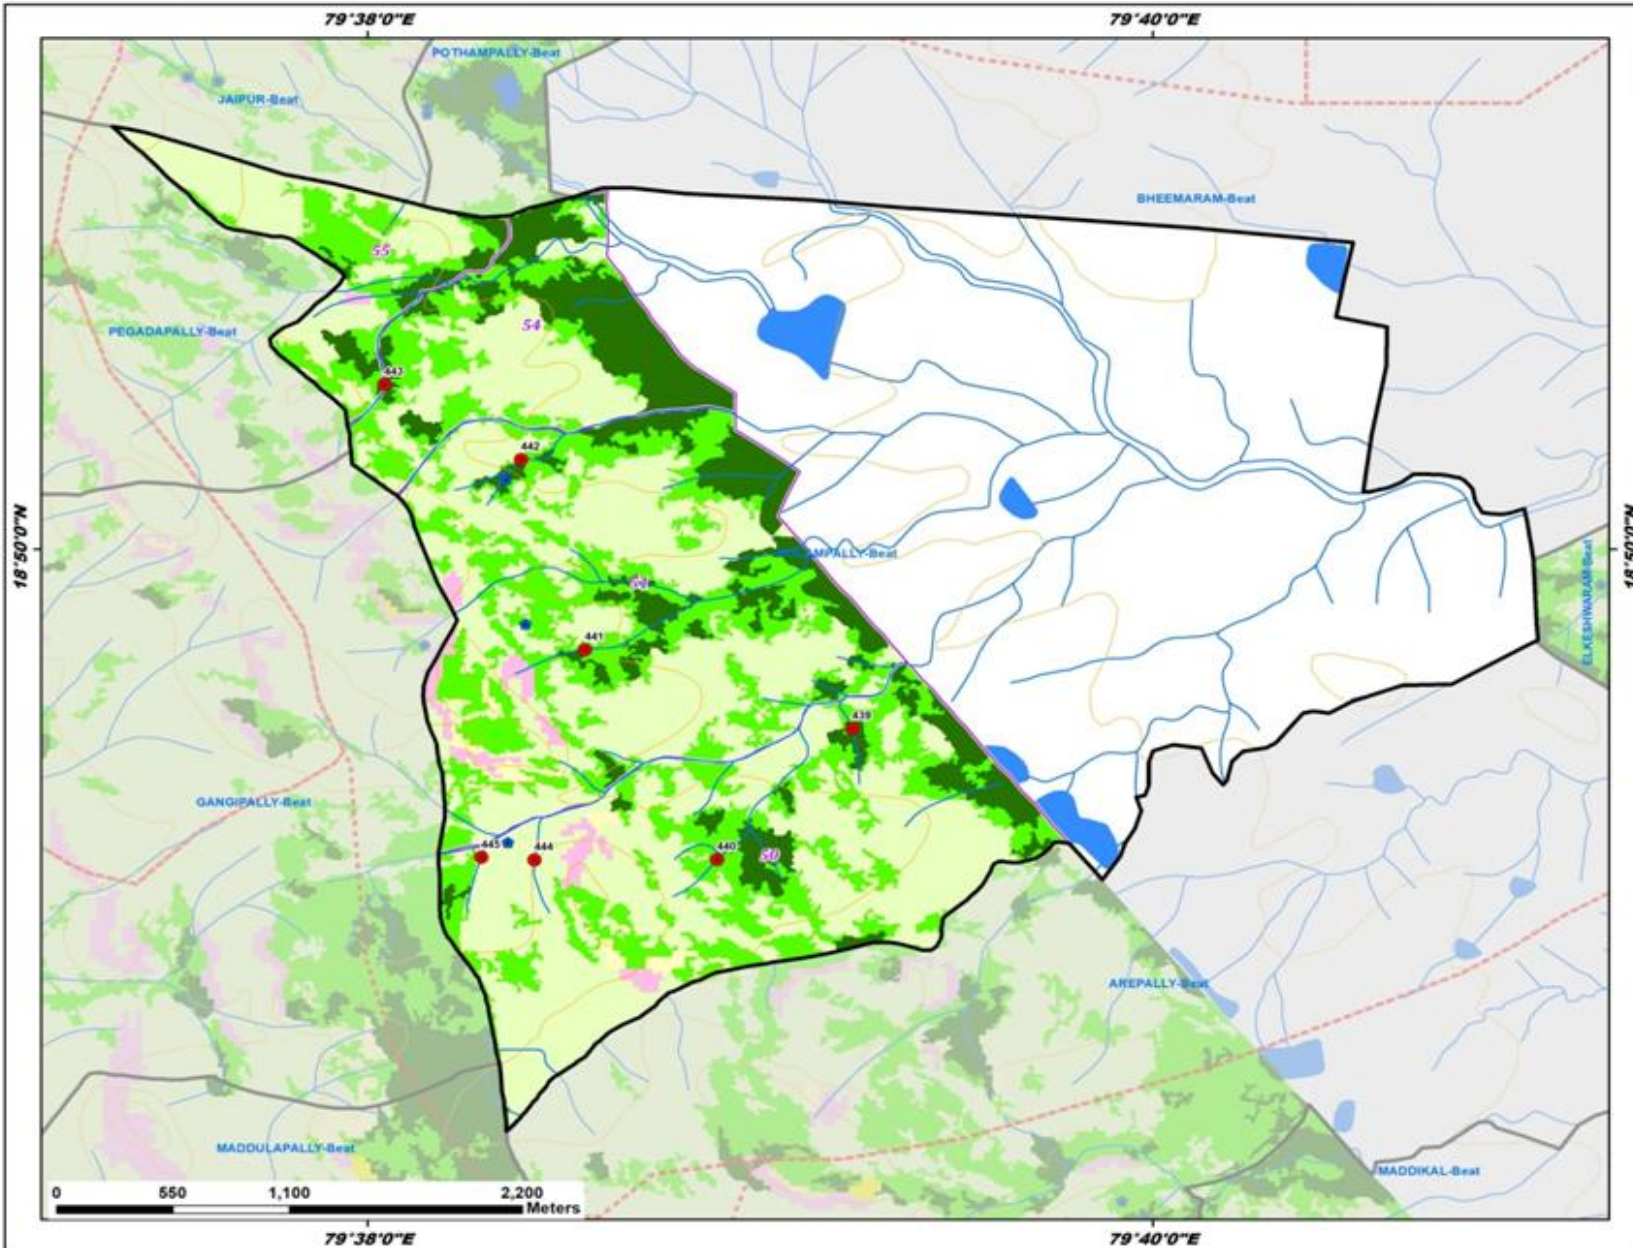 79°38'0"E
79°40'0"E
POTHAMPALLY-Beat
JAIPUR-Beat
BHEEMARAM-Beat
55
PEGADAPALLY-Beat
54
443
442
18°50'0"N
18°50'0"N
AMPALLY-Beat
ELKESHWARAM-Beat
441
439
GANGIPALLY-Beat
445
444
440
50
AREPALLY-Beat
MADDULAPALLY-Beat
MADDIKAL-Beat
0 550 1,100 2,200
Meters
79°38'0"E
79°40'0"E